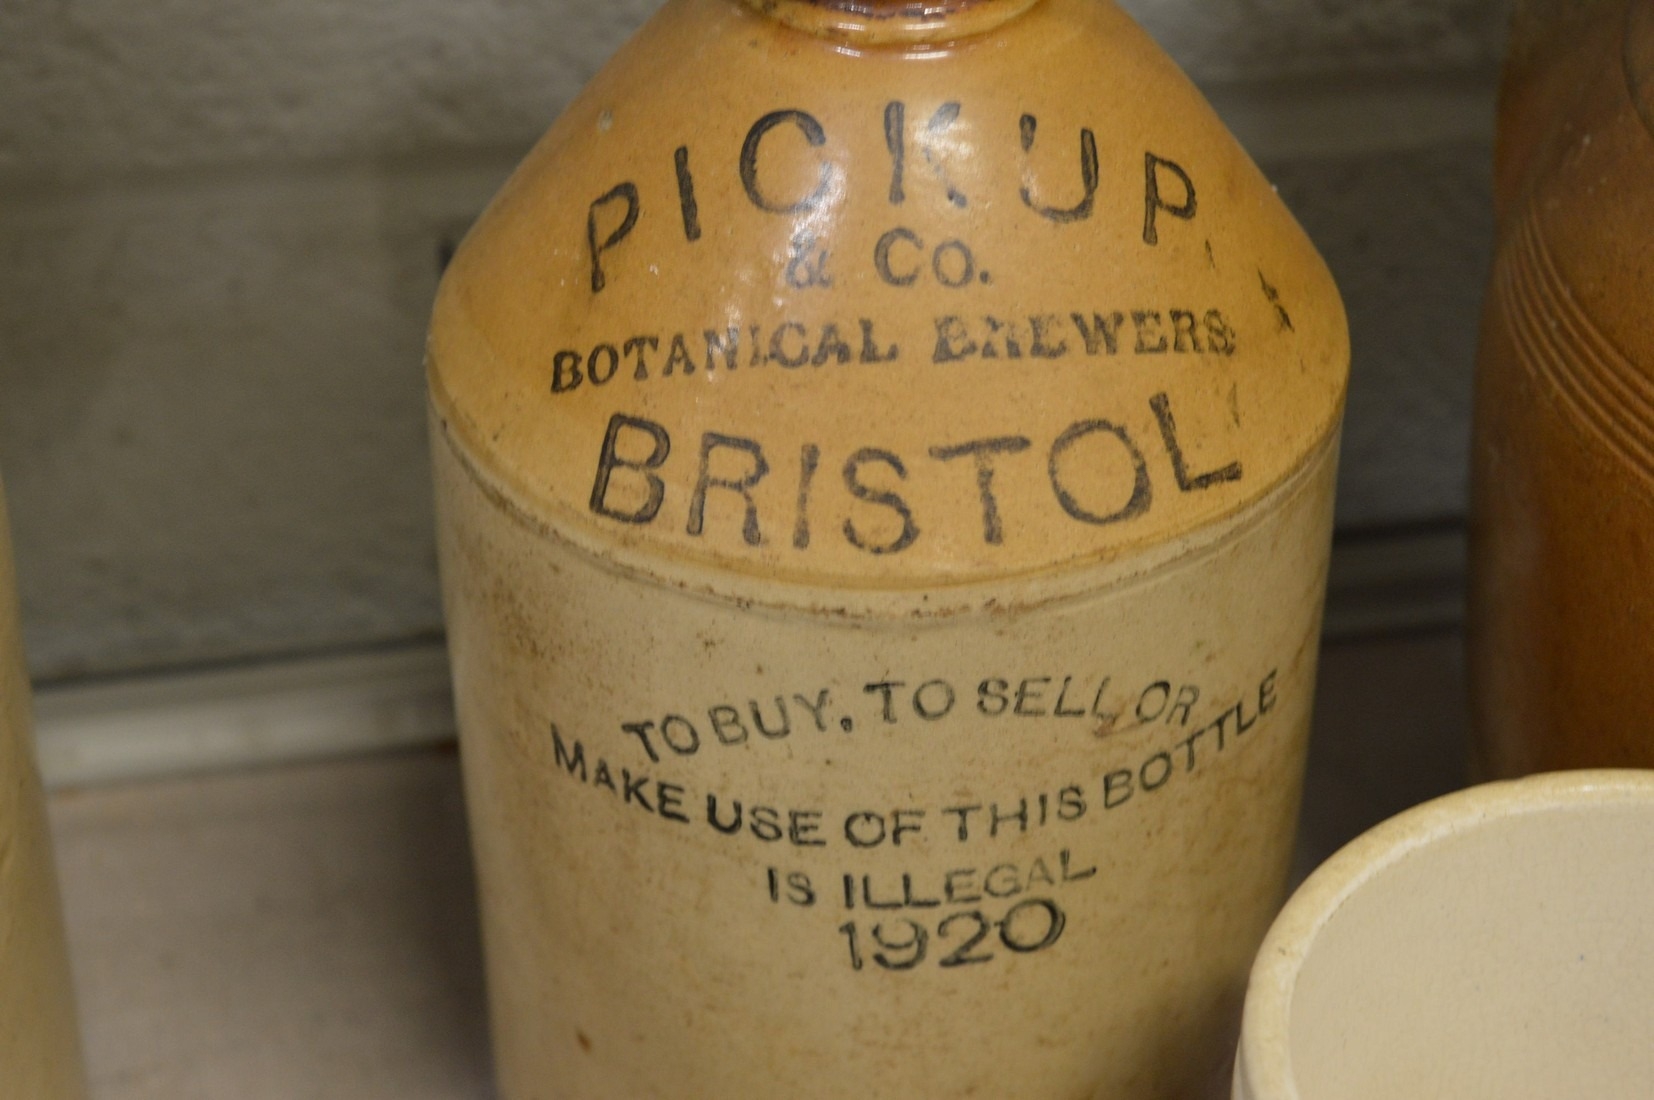 PICKUP
& CO.
BOTANICAL BREWERS
BRISTOL
TO BUY, TO SELL OR
MAKE USE OF THIS BOTTLE
IS ILLEGAL
1920